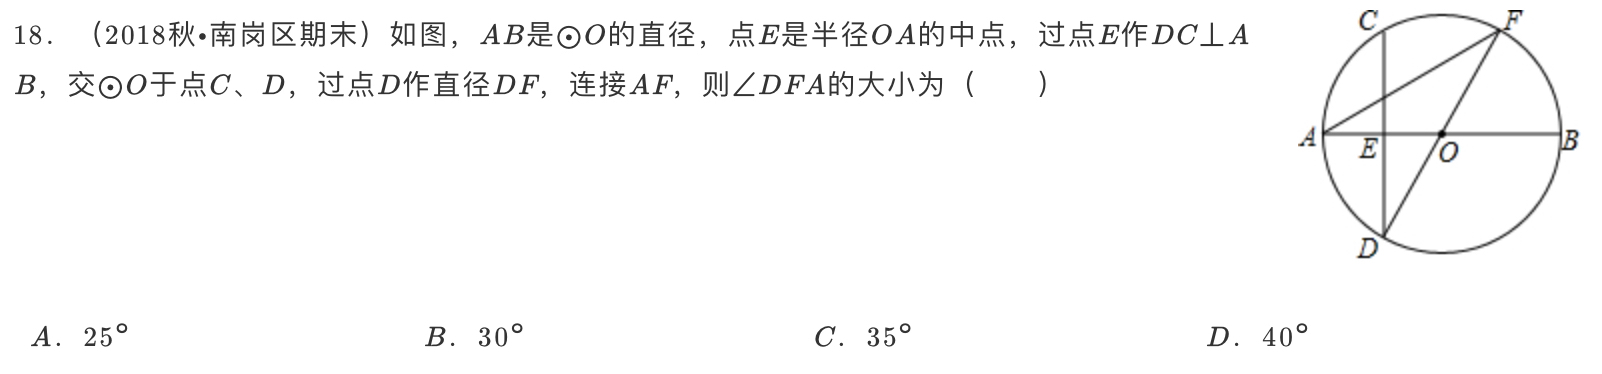 18. （2018秋•南岗区期末）如图，AB是⊙O的直径，点E是半径OA的中点，过点E作DC⊥A
B，交⊙O于点C、D，过点D作直径DF，连接AF，则∠DFA的大小为（　　）
C F
A E O B
D
A. 25° B. 30° C. 35° D. 40°